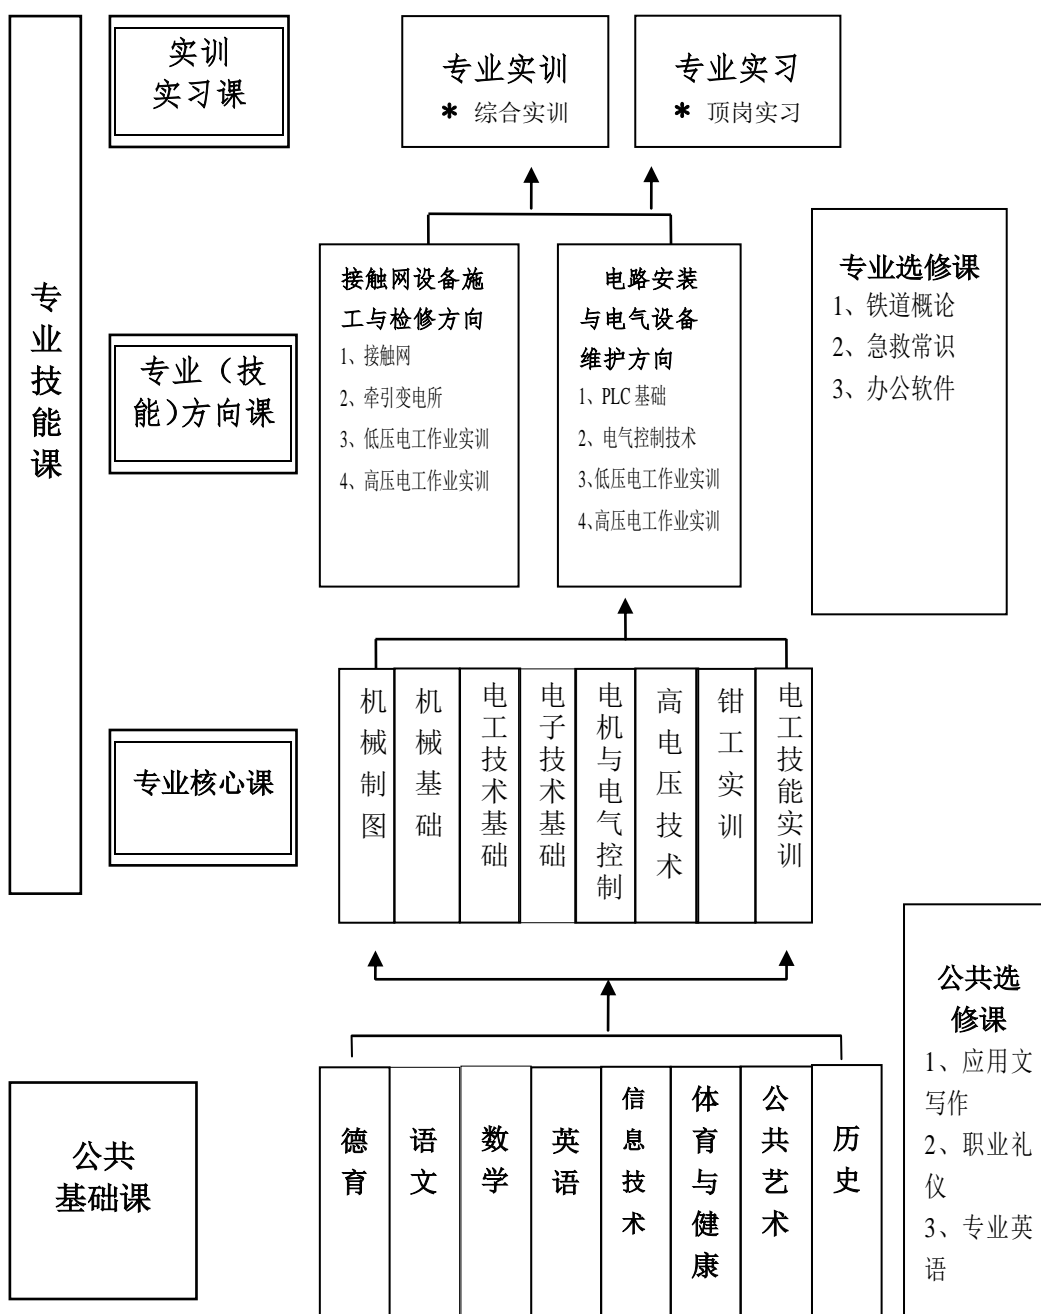 实训
实习课
专业实训
* 综合实训
专业实习
* 顶岗实习
专业技能课
专业（技
能）方向课
接触网设备施
工与检修方向
1、接触网
2、牵引变电所
3、低压电工作业实训
4、高压电工作业实训
电路安装
与电气设备
维护方向
1、PLC 基础
2、电气控制技术
3、低压电工作业实训
4、高压电工作业实训
专业选修课
1、铁道概论
2、急救常识
3、办公软件
专业核心课
机械制图
机械基础
电工技术基础
电子技术基础
电机与电气控制
高电压技术
钳工实训
电工技能实训
公共
基础课
德育
语文
数学
英语
信息技术
体育与健康
公共艺术
历史
公共选
修课
1、应用文
写作
2、职业礼
仪
3、专业英
语